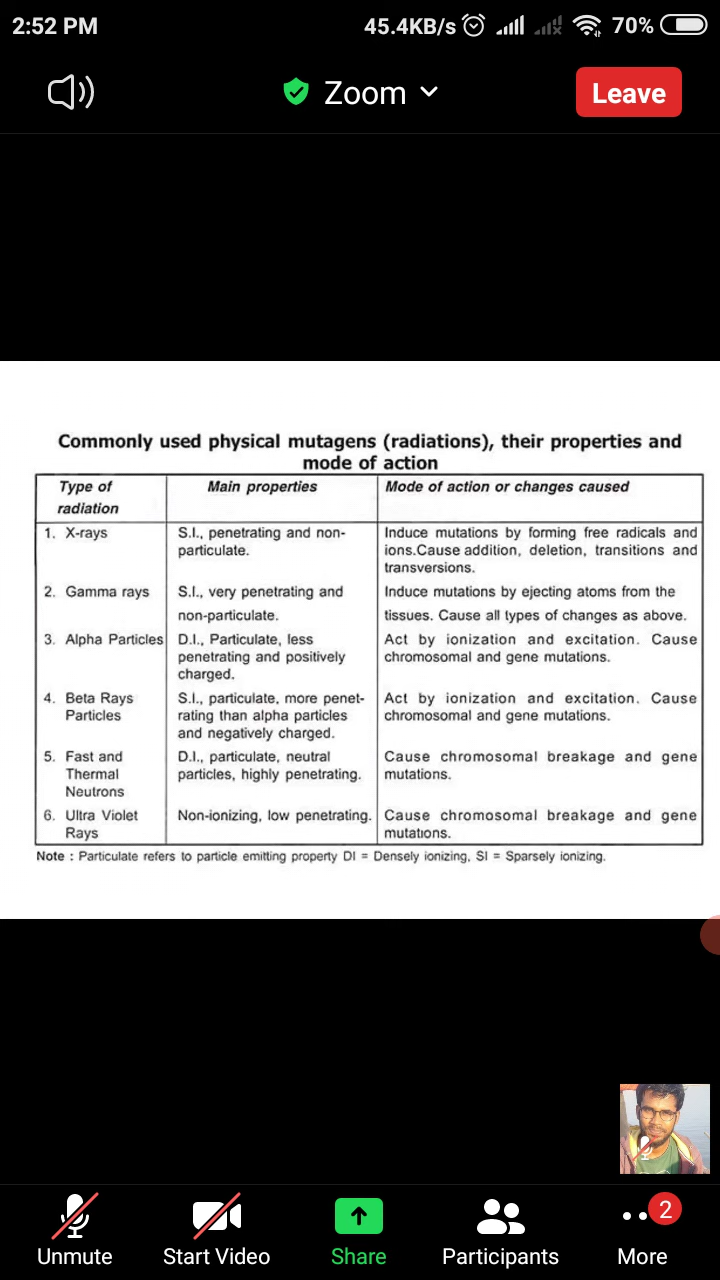 2:52 PM
45.4KB/s
70%
Zoom
Leave
Commonly used physical mutagens (radiations), their properties and
mode of action
Type of
radiation
Main properties
Mode of action or changes caused
1. X-rays
S.I., penetrating and non-
particulate.
Induce mutations by forming free radicals and
ions.Cause addition, deletion, transitions and
transversions.
2. Gamma rays
S.I., very penetrating and
non-particulate.
Induce mutations by ejecting atoms from the
tissues. Cause all types of changes as above.
3. Alpha Particles
D.I., Particulate, less
penetrating and positively
charged.
Act by ionization and excitation. Cause
chromosomal and gene mutations.
4. Beta Rays
Particles
S.I., particulate, more penet-
rating than alpha particles
and negatively charged.
Act by ionization and excitation. Cause
chromosomal and gene mutations.
5. Fast and
Thermal
Neutrons
D.I., particulate, neutral
particles, highly penetrating.
Cause chromosomal breakage and gene
mutations.
6. Ultra Violet
Rays
Non-ionizing, low penetrating.
Cause chromosomal breakage and gene
mutations.
Note : Particulate refers to particle emitting property DI = Densely ionizing, SI = Sparsely ionizing.
Unmute
Start Video
Share
Participants
2
More